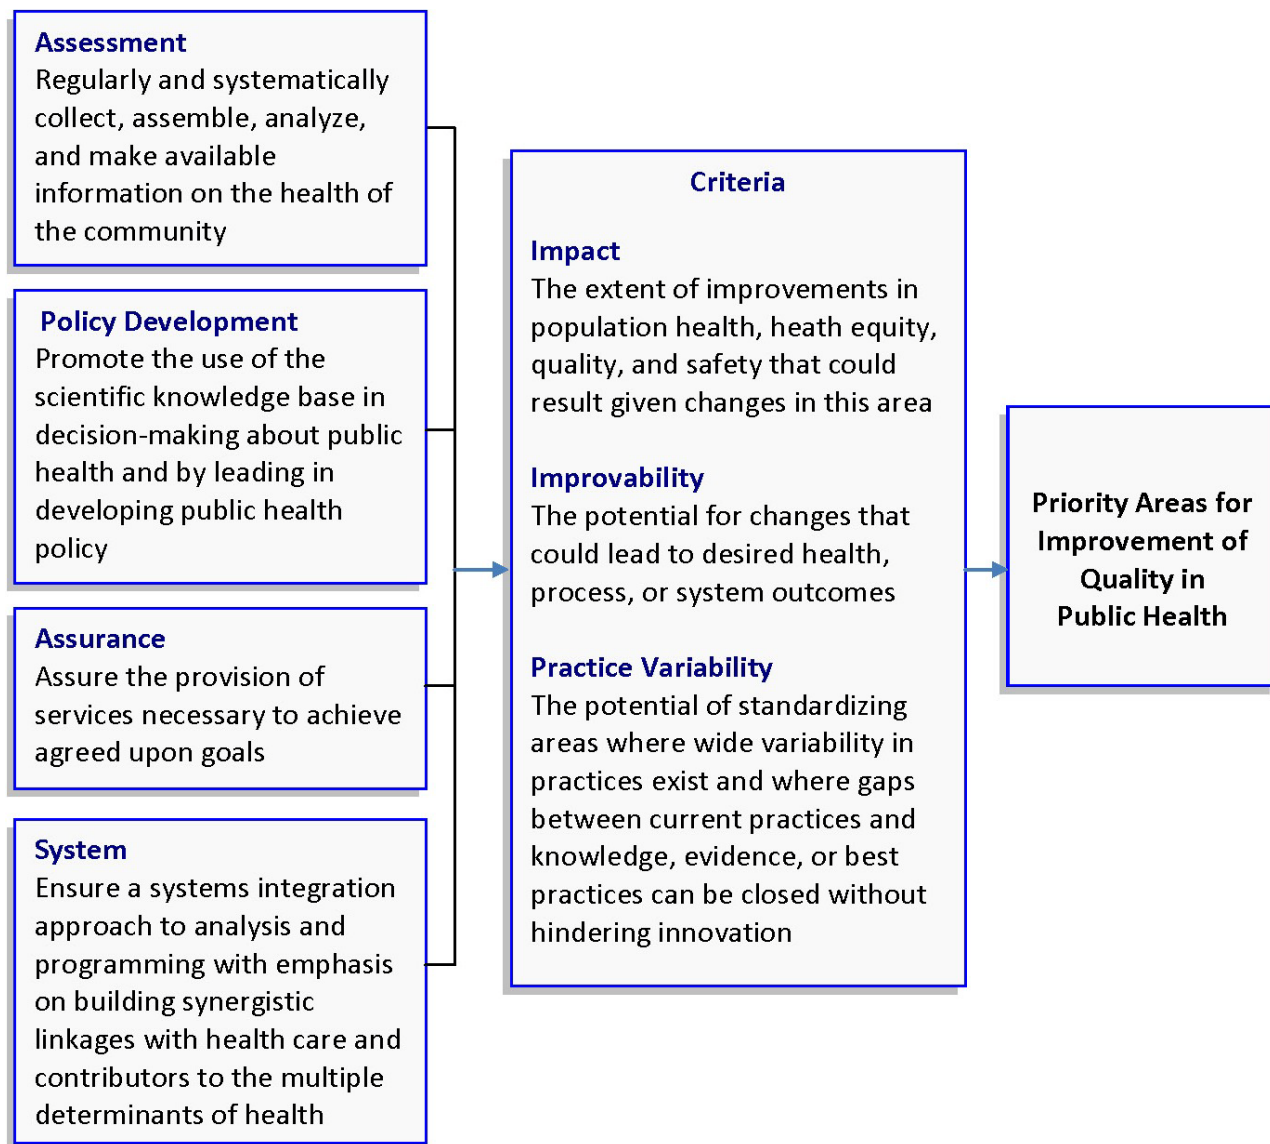 Assessment
Regularly and systematically
collect, assemble, analyze,
and make available
information on the health of
the community
Policy Development
Promote the use of the
scientific knowledge base in
decision-making about public
health and by leading in
developing public health
policy
Assurance
Assure the provision of
services necessary to achieve
agreed upon goals
System
Ensure a systems integration
approach to analysis and
programming with emphasis
on building synergistic
linkages with health care and
contributors to the multiple
determinants of health
Criteria
Impact
The extent of improvements in
population health, heath equity,
quality, and safety that could
result given changes in this area
Improvability
The potential for changes that
could lead to desired health,
process, or system outcomes
Practice Variability
The potential of standardizing
areas where wide variability in
practices exist and where gaps
between current practices and
knowledge, evidence, or best
practices can be closed without
hindering innovation
Priority Areas for
Improvement of
Quality in
Public Health